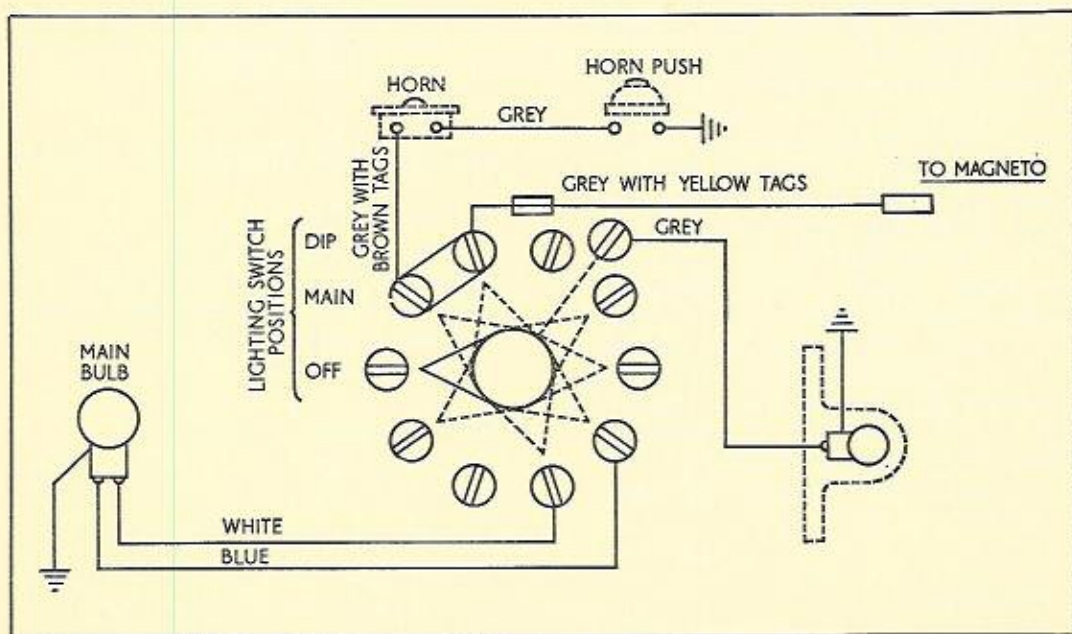 HORN
HORN PUSH
GREY
GREY WITH
BROWN TAGS
TO MAGNETO
GREY WITH YELLOW TAGS
GREY
LIGHTING SWITCH
POSITIONS
DIP
MAIN
OFF
MAIN
BULB
WHITE
BLUE